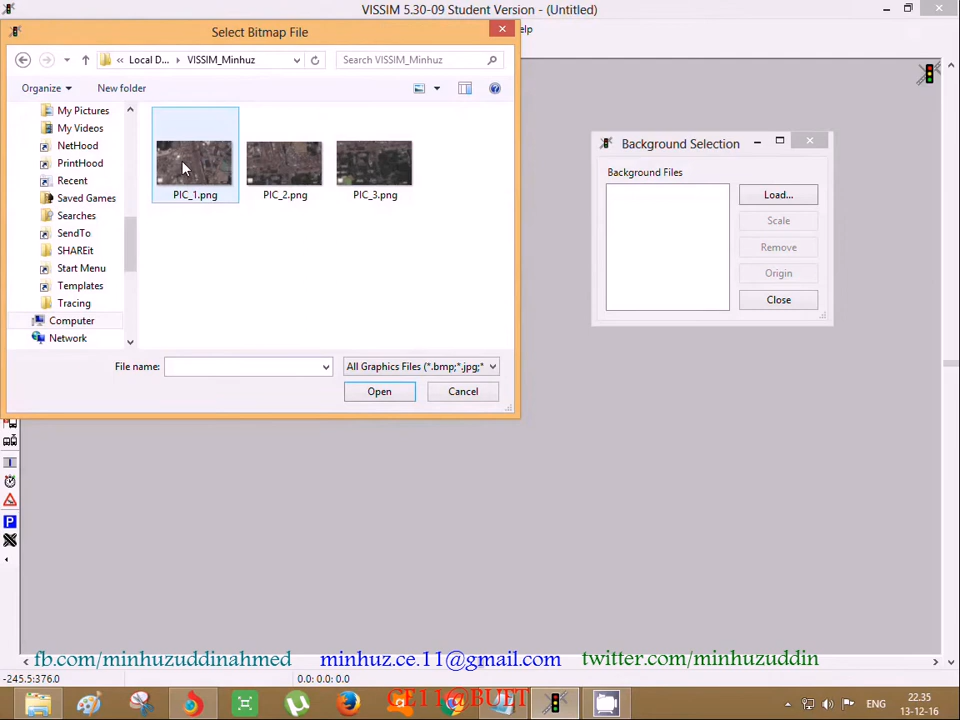 VISSIM 5.30-09 Student Version - (Untitled)
Select Bitmap File
Local D...
VISSIM_Minhuz
Search VISSIM_Minhuz
Organize
New folder
My Pictures
My Videos
NetHood
PrintHood
Recent
Saved Games
Searches
SendTo
SHAREit
Start Menu
Templates
Tracing
Computer
Network
PIC_1.png
PIC_2.png
PIC_3.png
File name:
All Graphics Files (*.bmp;*.jpg;*
Open
Cancel
Background Selection
Background Files
Load...
Scale
Remove
Origin
Close
fb.com/minhuzuddinahmed
minhuz.ce.11@gmail.com
twitter.com/minhuzuddin
-245.5:376.0
0.0: 0.0: 0.0
CE11@BUET
ENG
22.35
13-12-16